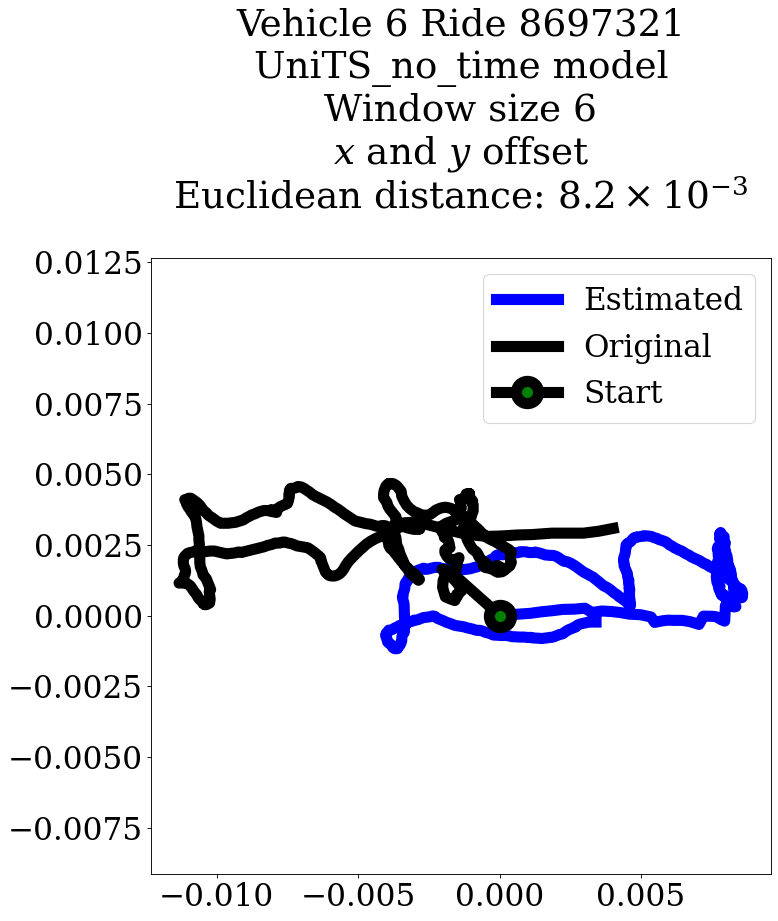 Vehicle 6 Ride 8697321
UniTS_no_time model
Window size 6
x and y offset
Euclidean distance: 8.2 × 10⁻³
Estimated
Original
Start
0.0125
0.0100
0.0075
0.0050
0.0025
0.0000
−0.0025
−0.0050
−0.0075
−0.010 −0.005 0.000 0.005